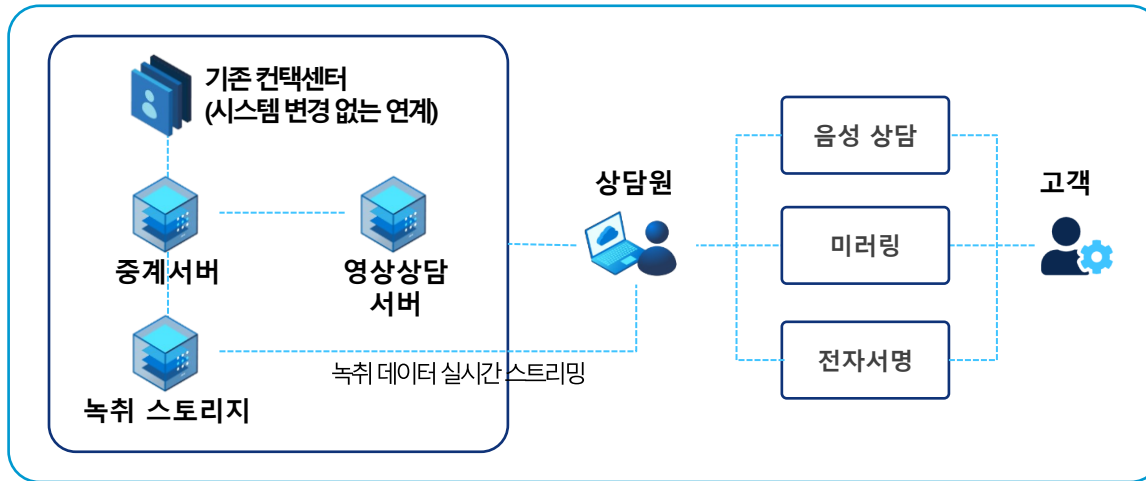 기존 컨택센터
(시스템 변경 없는 연계)
중계서버
영상상담
서버
녹취 스토리지
녹취 데이터 실시간 스트리밍
상담원
음성 상담
미러링
전자서명
고객